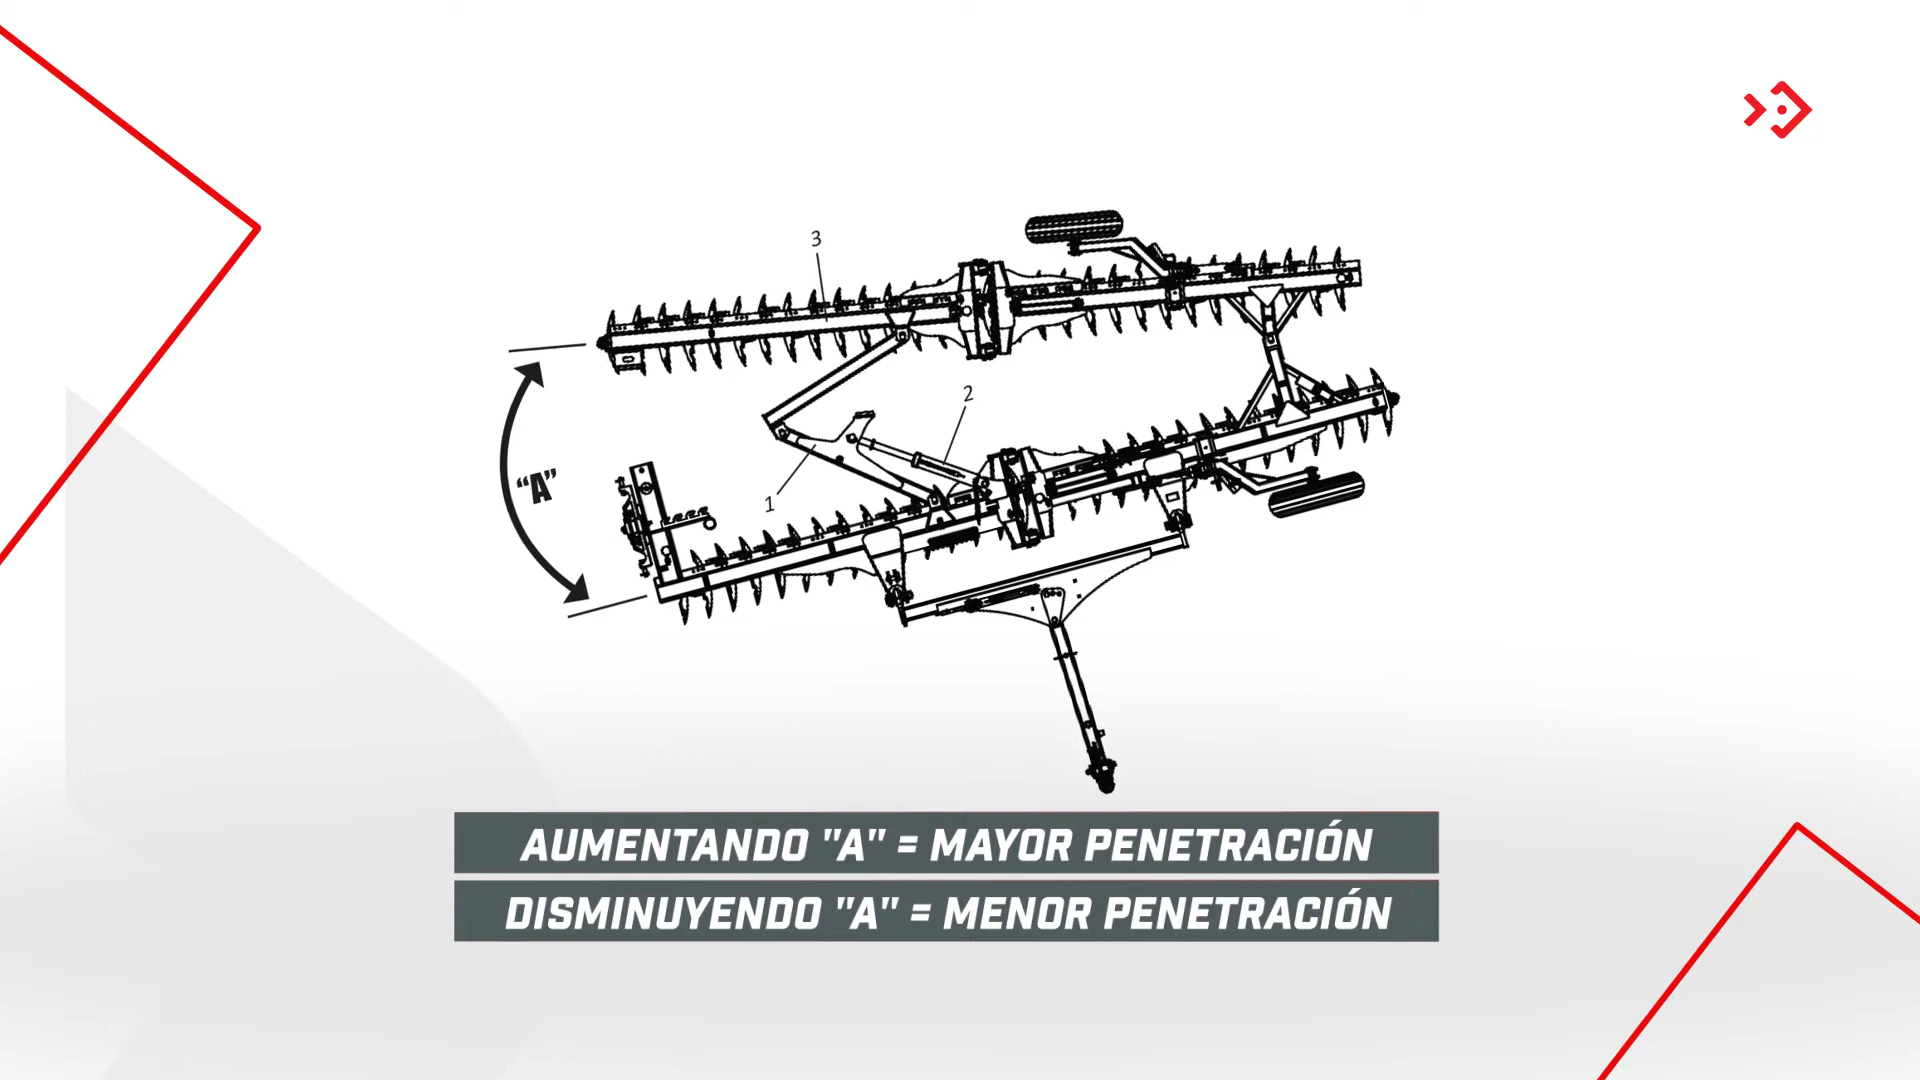 3
2
"A"
1
AUMENTANDO "A" = MAYOR PENETRACIÓN
DISMINUYENDO "A" = MENOR PENETRACIÓN